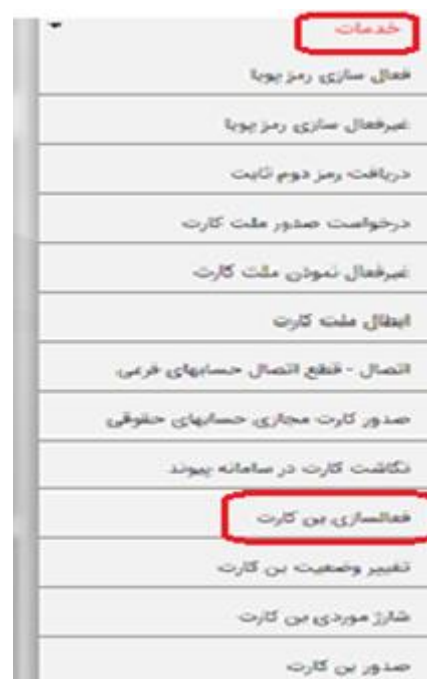 خدمات
فعال سازی رمز پویا
غیرفعال سازی رمز پویا
دریافت رمز دوم ثابت
درخواست صدور ملت کارت
غیرفعال نمودن ملت کارت
ابطال ملت کارت
اتصال - قطع اتصال حسابهای فرعی
صدور کارت مجازی حسابهای حقوقی
نگاشت کارت در سامانه پیوند
فعالسازی بن کارت
تغییر وضعیت بن کارت
شارژ موردی بن کارت
صدور بن کارت